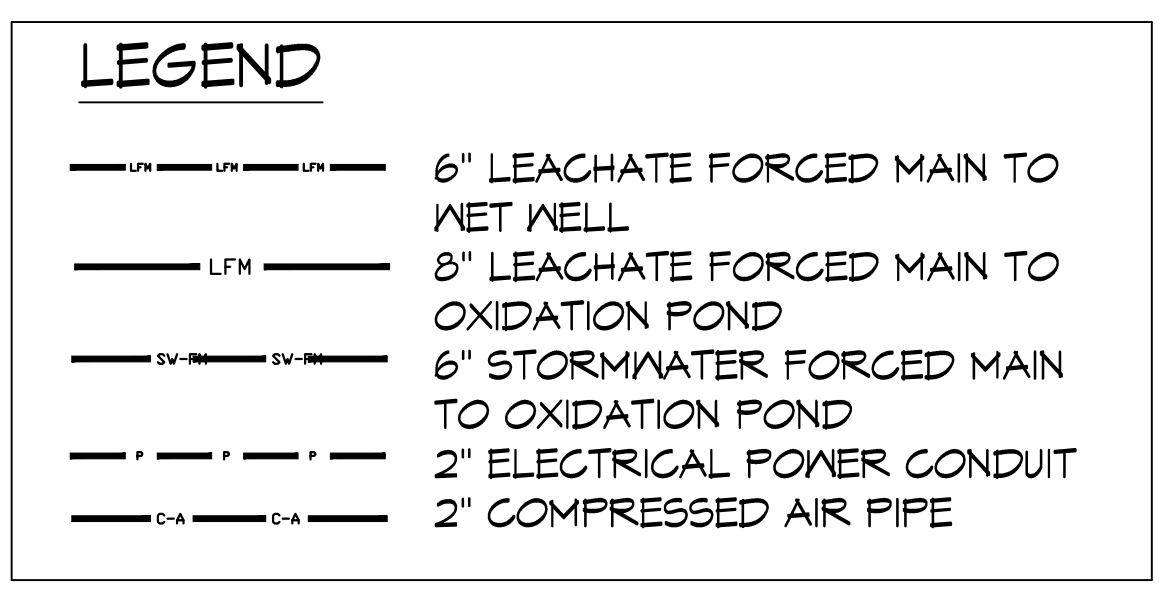 LEGEND
LFM LFM LFM 6" LEACHATE FORCED MAIN TO
WET WELL
LFM 8" LEACHATE FORCED MAIN TO
OXIDATION POND
SW-FM SW-FM 6" STORMWATER FORCED MAIN
TO OXIDATION POND
P P P 2" ELECTRICAL POWER CONDUIT
C-A C-A 2" COMPRESSED AIR PIPE